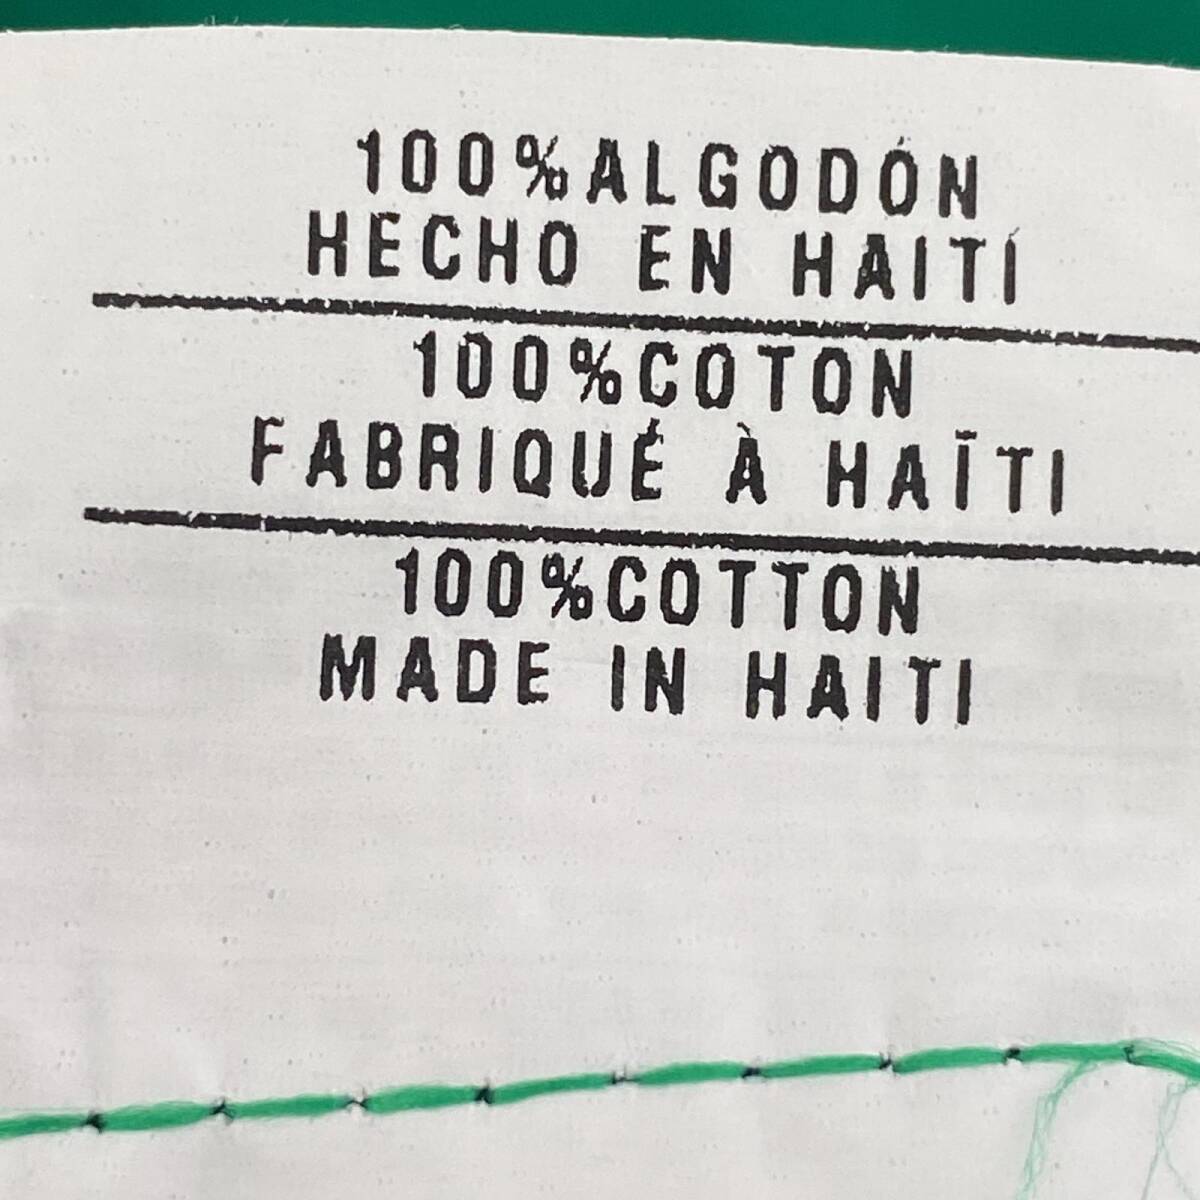 100%ALGODÓN
HECHO EN HAITÍ
100%COTON
FABRIQUÉ À HAÏTI
100%COTTON
MADE IN HAITI